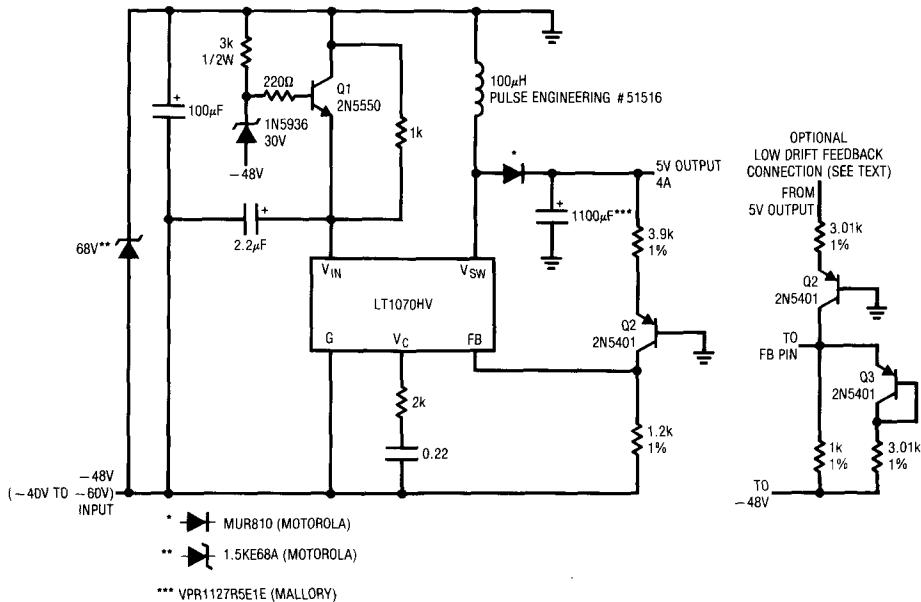 3k
1/2W
220Ω
Q1
2N5550
100μF
+
1N5936
30V
−48V
1k
100μH
PULSE ENGINEERING #51516
*
5V OUTPUT
4A
+
1100μF***
3.9k
1%
68V**
+
2.2μF
VIN
VSW
LT1070HV
G
VC
FB
Q2
2N5401
2k
0.22
1.2k
1%
−48V
(−40V TO −60V)
INPUT
OPTIONAL
LOW DRIFT FEEDBACK
CONNECTION (SEE TEXT)
FROM
5V OUTPUT
3.01k
1%
Q2
2N5401
TO
FB PIN
Q3
2N5401
1k
1%
3.01k
1%
TO
−48V
* MUR810 (MOTOROLA)
** 1.5KE68A (MOTOROLA)
*** VPR1127R5E1E (MALLORY)